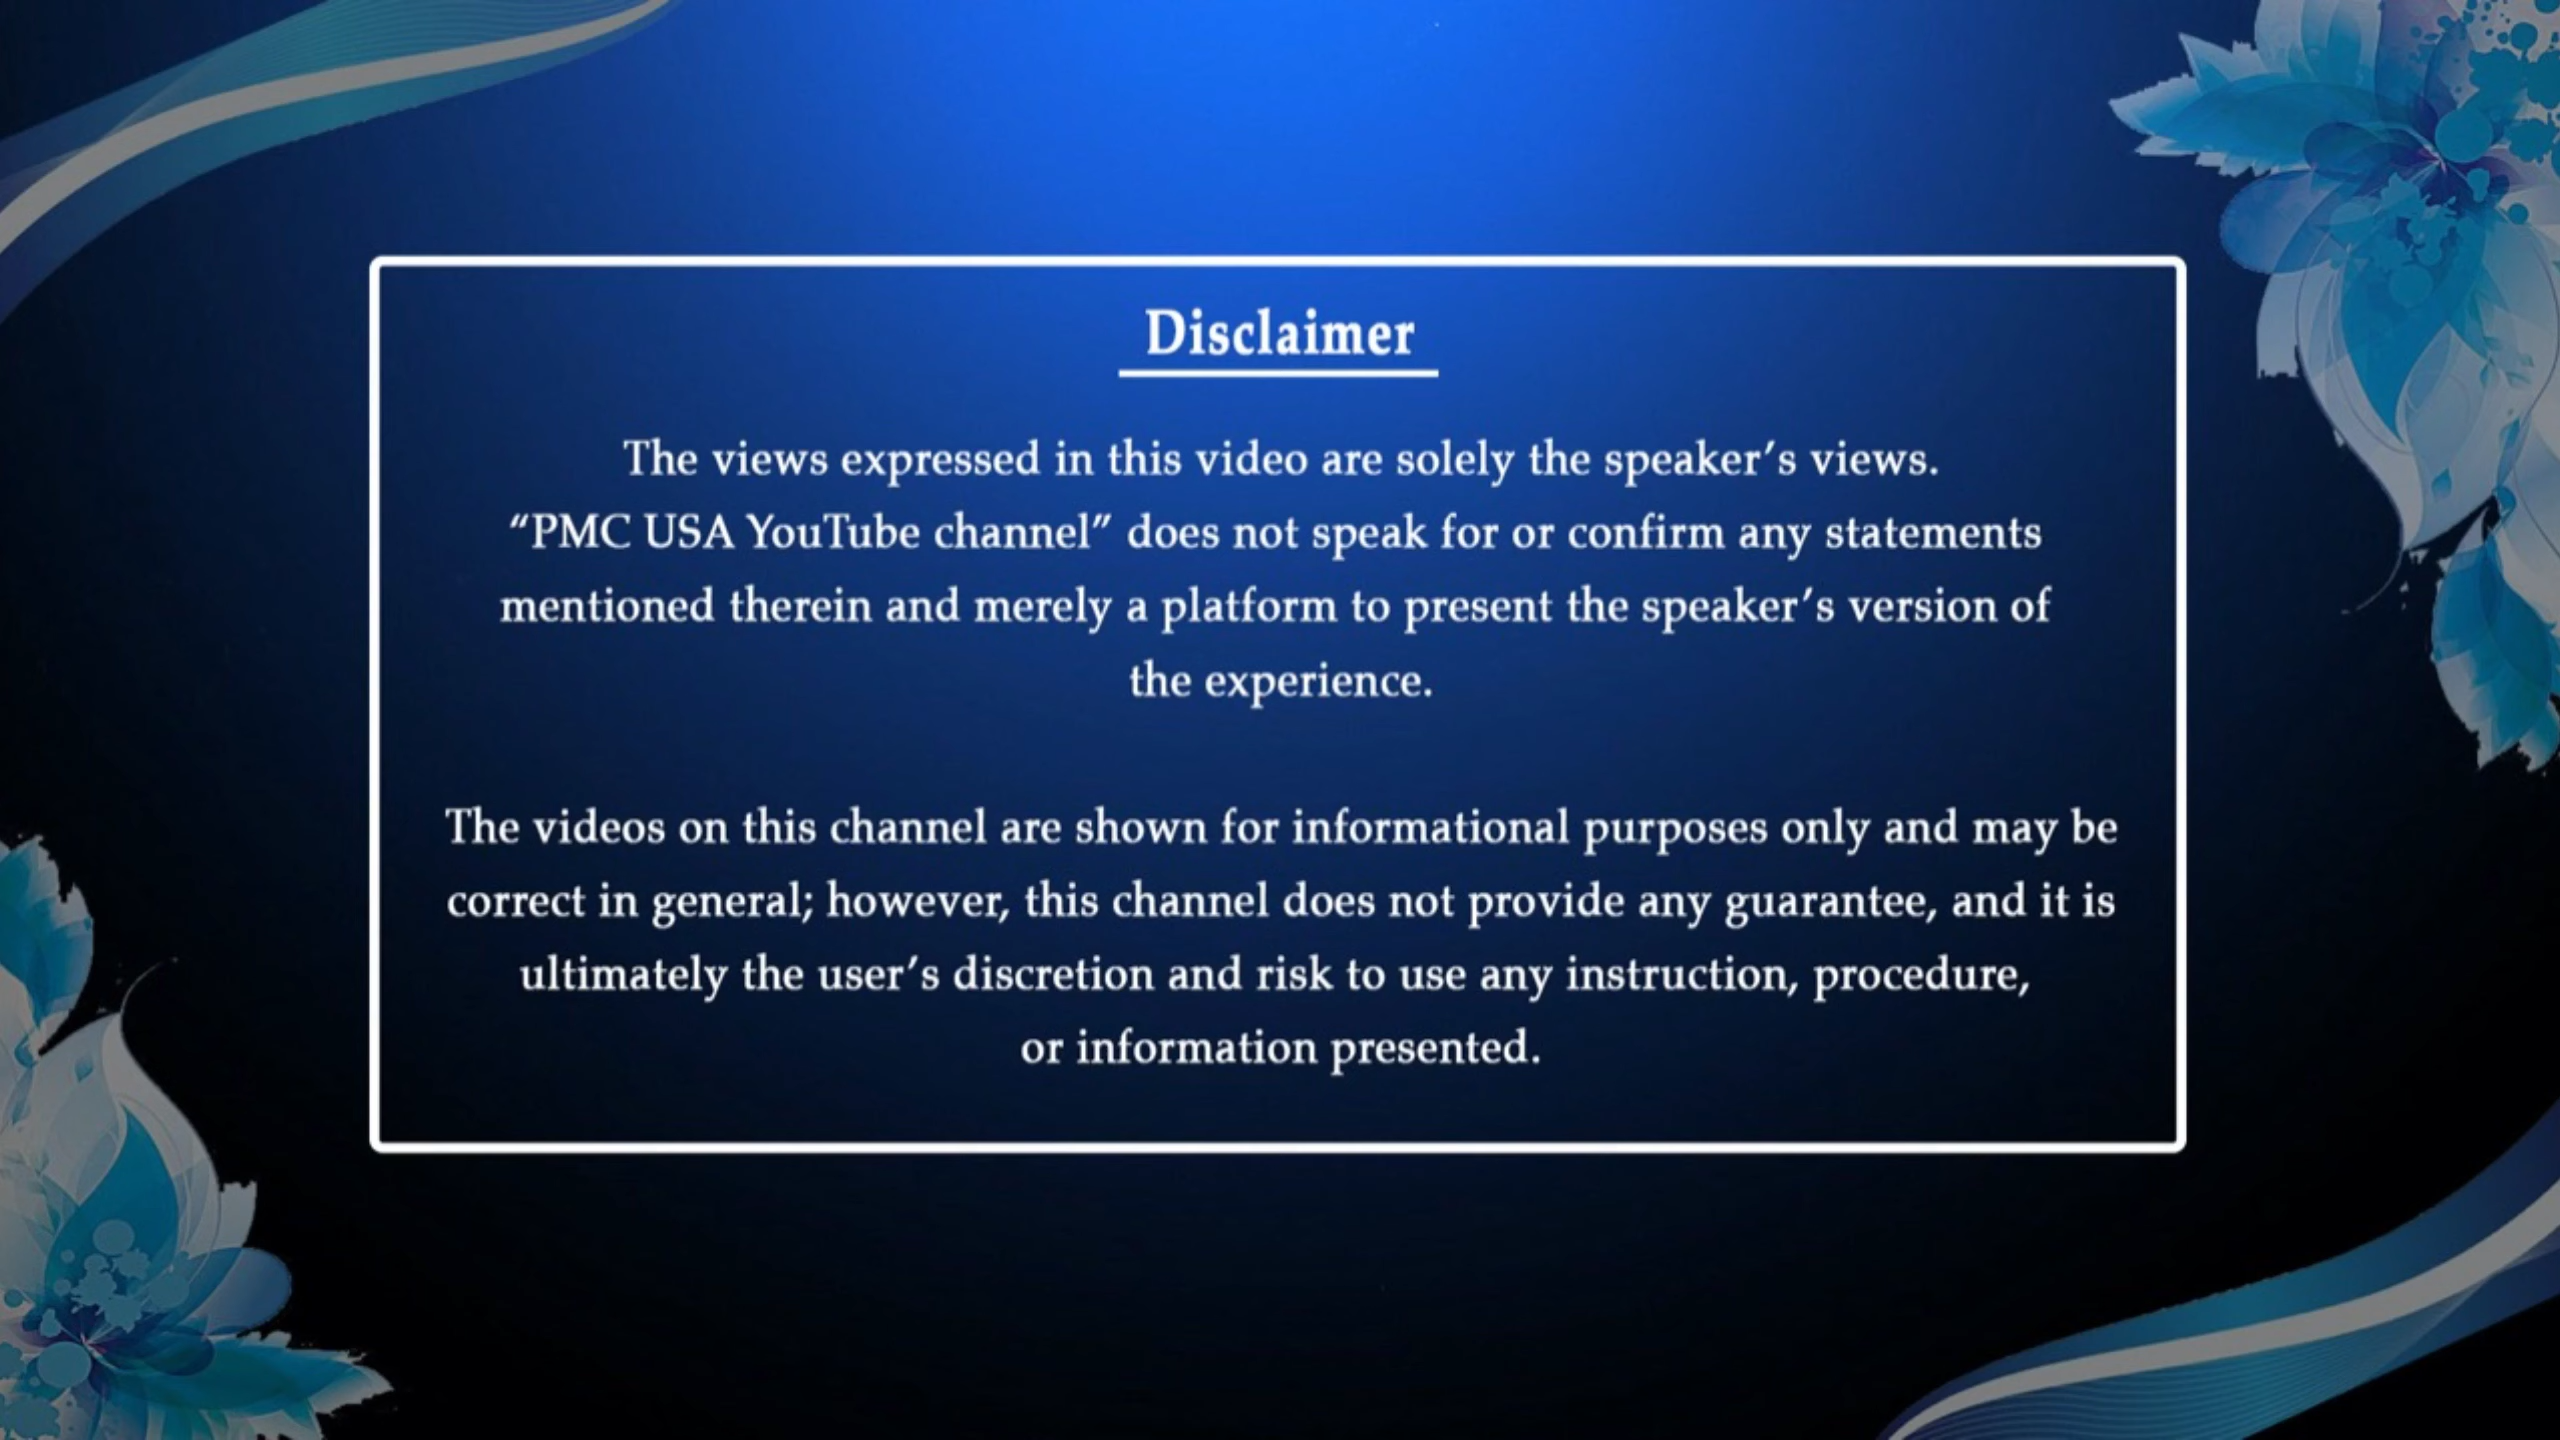 Disclaimer
The views expressed in this video are solely the speaker’s views.
“PMC USA YouTube channel” does not speak for or confirm any statements
mentioned therein and merely a platform to present the speaker’s version of
the experience.
The videos on this channel are shown for informational purposes only and may be
correct in general; however, this channel does not provide any guarantee, and it is
ultimately the user’s discretion and risk to use any instruction, procedure,
or information presented.